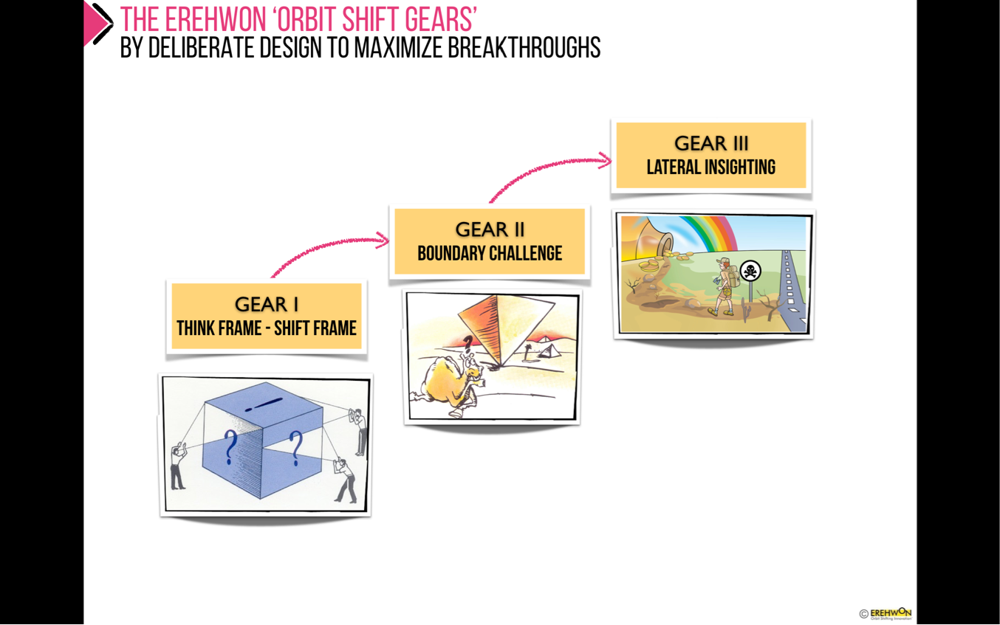 THE EREHWON ‘ORBIT SHIFT GEARS’
BY DELIBERATE DESIGN TO MAXIMIZE BREAKTHROUGHS
GEAR III
LATERAL INSIGHTING
GEAR II
BOUNDARY CHALLENGE
GEAR I
THINK FRAME - SHIFT FRAME
?
!
? ?
© EREHWON
Orbit Shifting Innovation